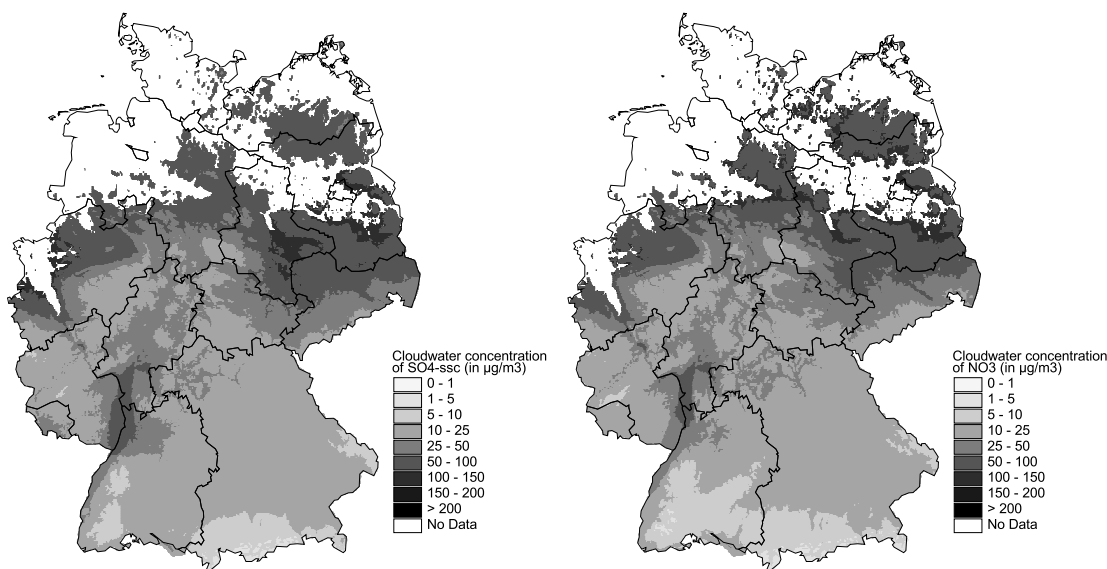 Cloudwater concentration
of SO4-ssc (in µg/m3)
0 - 1
1 - 5
5 - 10
10 - 25
25 - 50
50 - 100
100 - 150
150 - 200
> 200
No Data
Cloudwater concentration
of NO3 (in µg/m3)
0 - 1
1 - 5
5 - 10
10 - 25
25 - 50
50 - 100
100 - 150
150 - 200
> 200
No Data